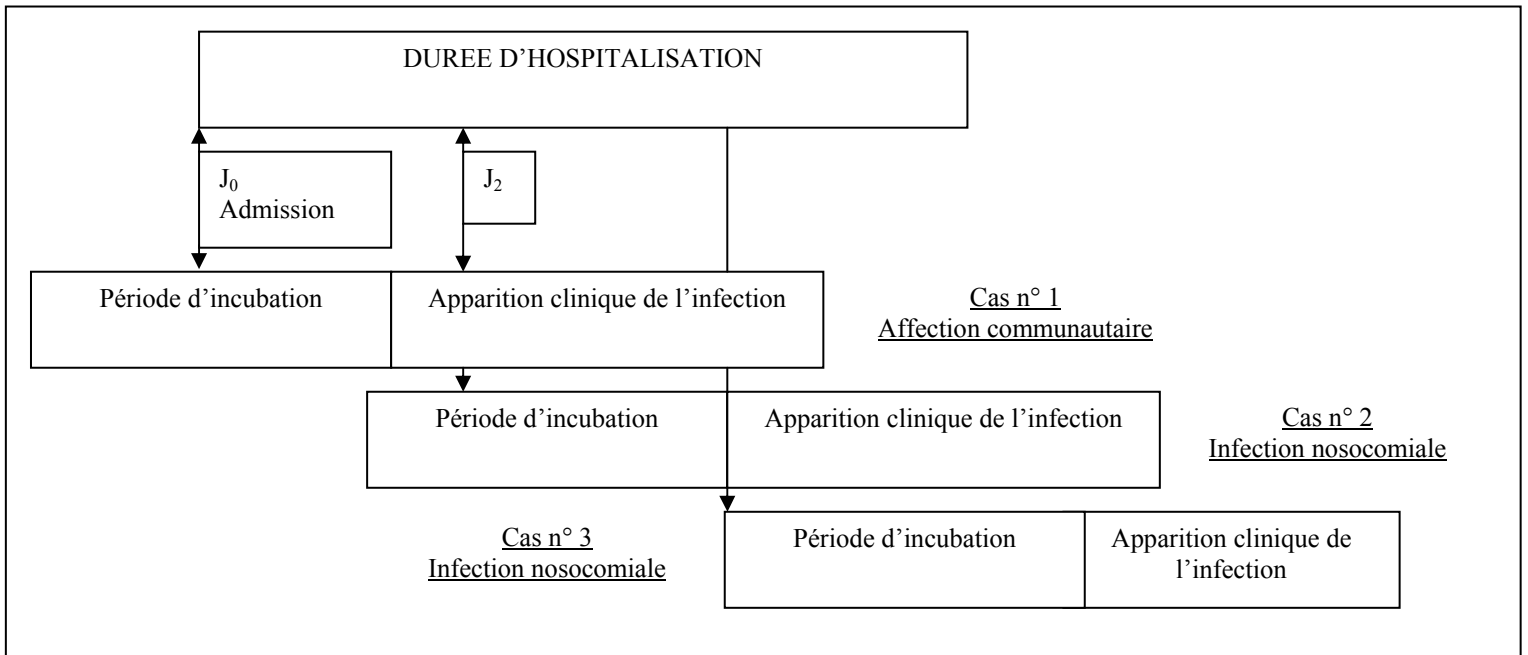 DUREE D’HOSPITALISATION
J₀
Admission
J₂
Période d’incubation
Apparition clinique de l’infection
Cas n° 1
Affection communautaire
Période d’incubation
Apparition clinique de l’infection
Cas n° 2
Infection nosocomiale
Cas n° 3
Infection nosocomiale
Période d’incubation
Apparition clinique de
l’infection